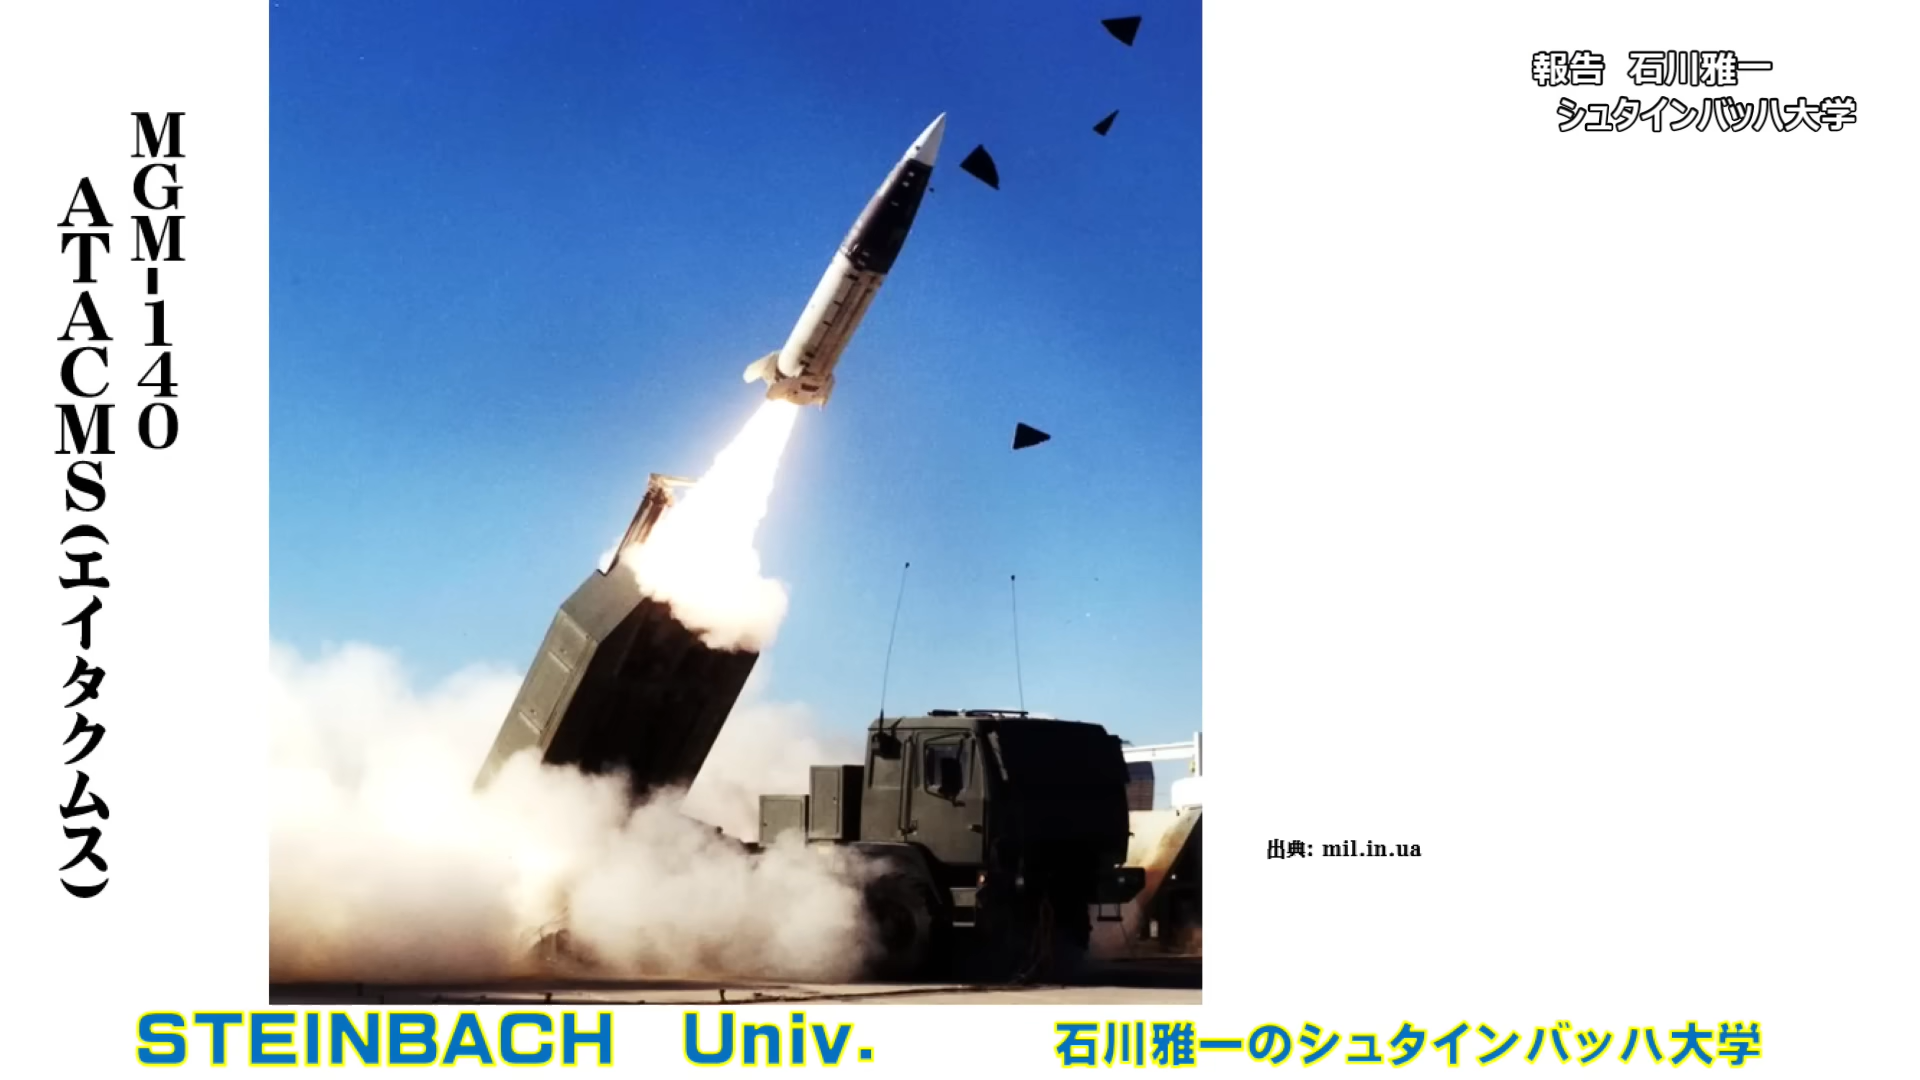 MGM-140
ATACMS(エイタクムス)
報告 石川雅一
シュタインバッハ大学
出典: mil.in.ua
STEINBACH Univ.
石川雅一のシュタインバッハ大学